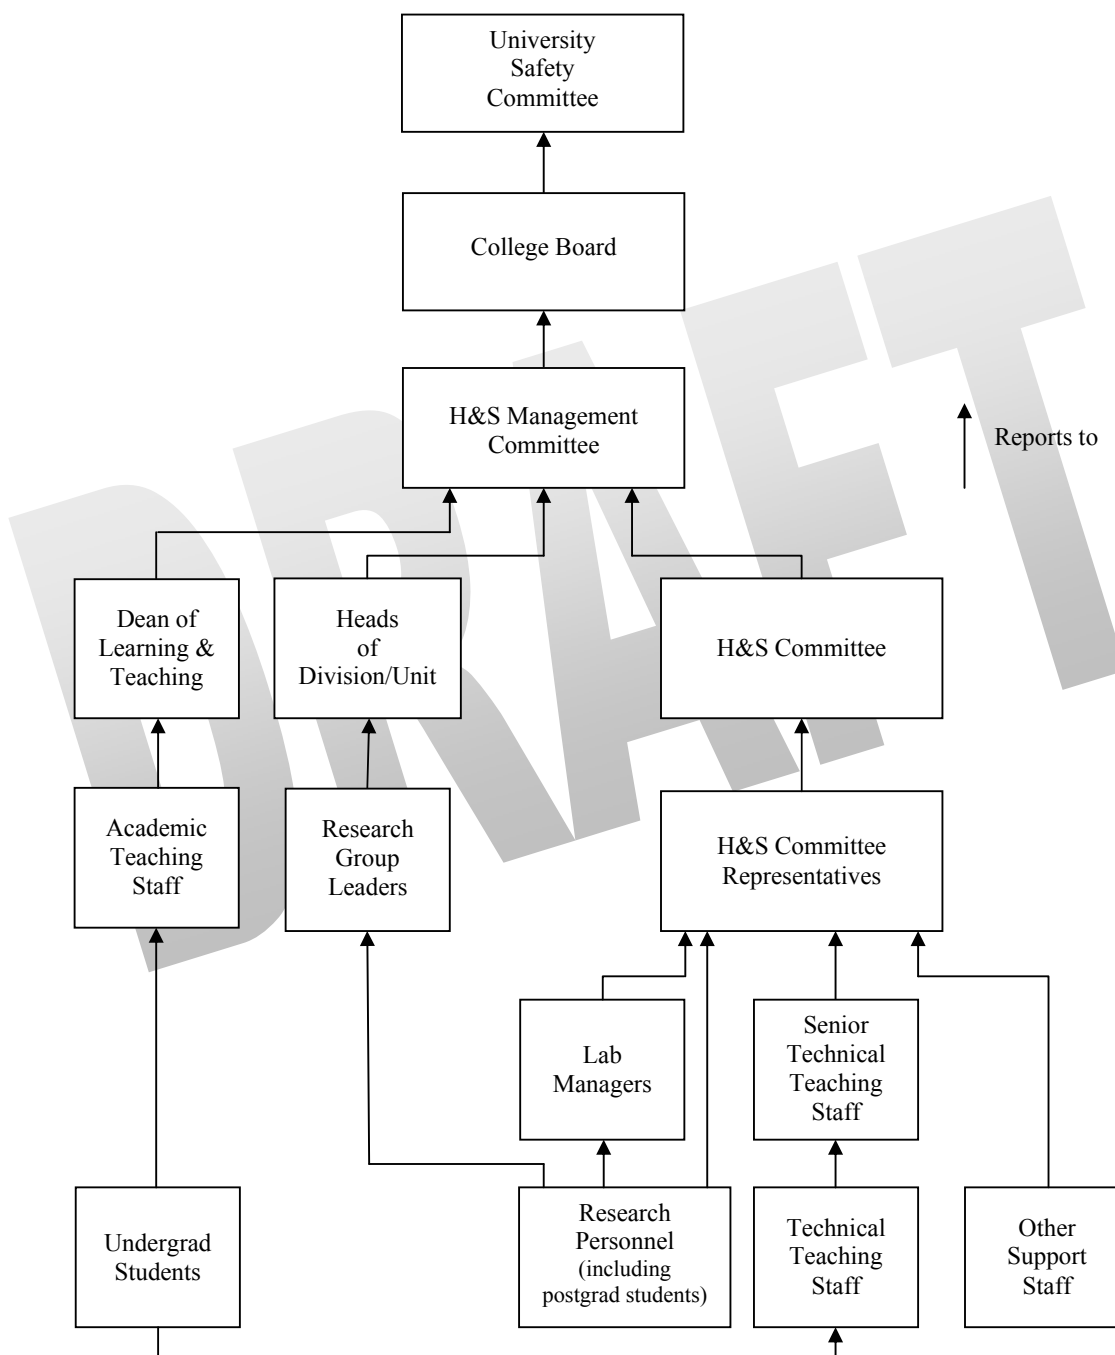 University
Safety
Committee
College Board
H&S Management
Committee
Reports to
Dean of
Learning &
Teaching
Heads
of
Division/Unit
H&S Committee
Academic
Teaching
Staff
Research
Group
Leaders
H&S Committee
Representatives
Lab
Managers
Senior
Technical
Teaching
Staff
Undergrad
Students
Research
Personnel
(including
postgrad students)
Technical
Teaching
Staff
Other
Support
Staff
DRAFT